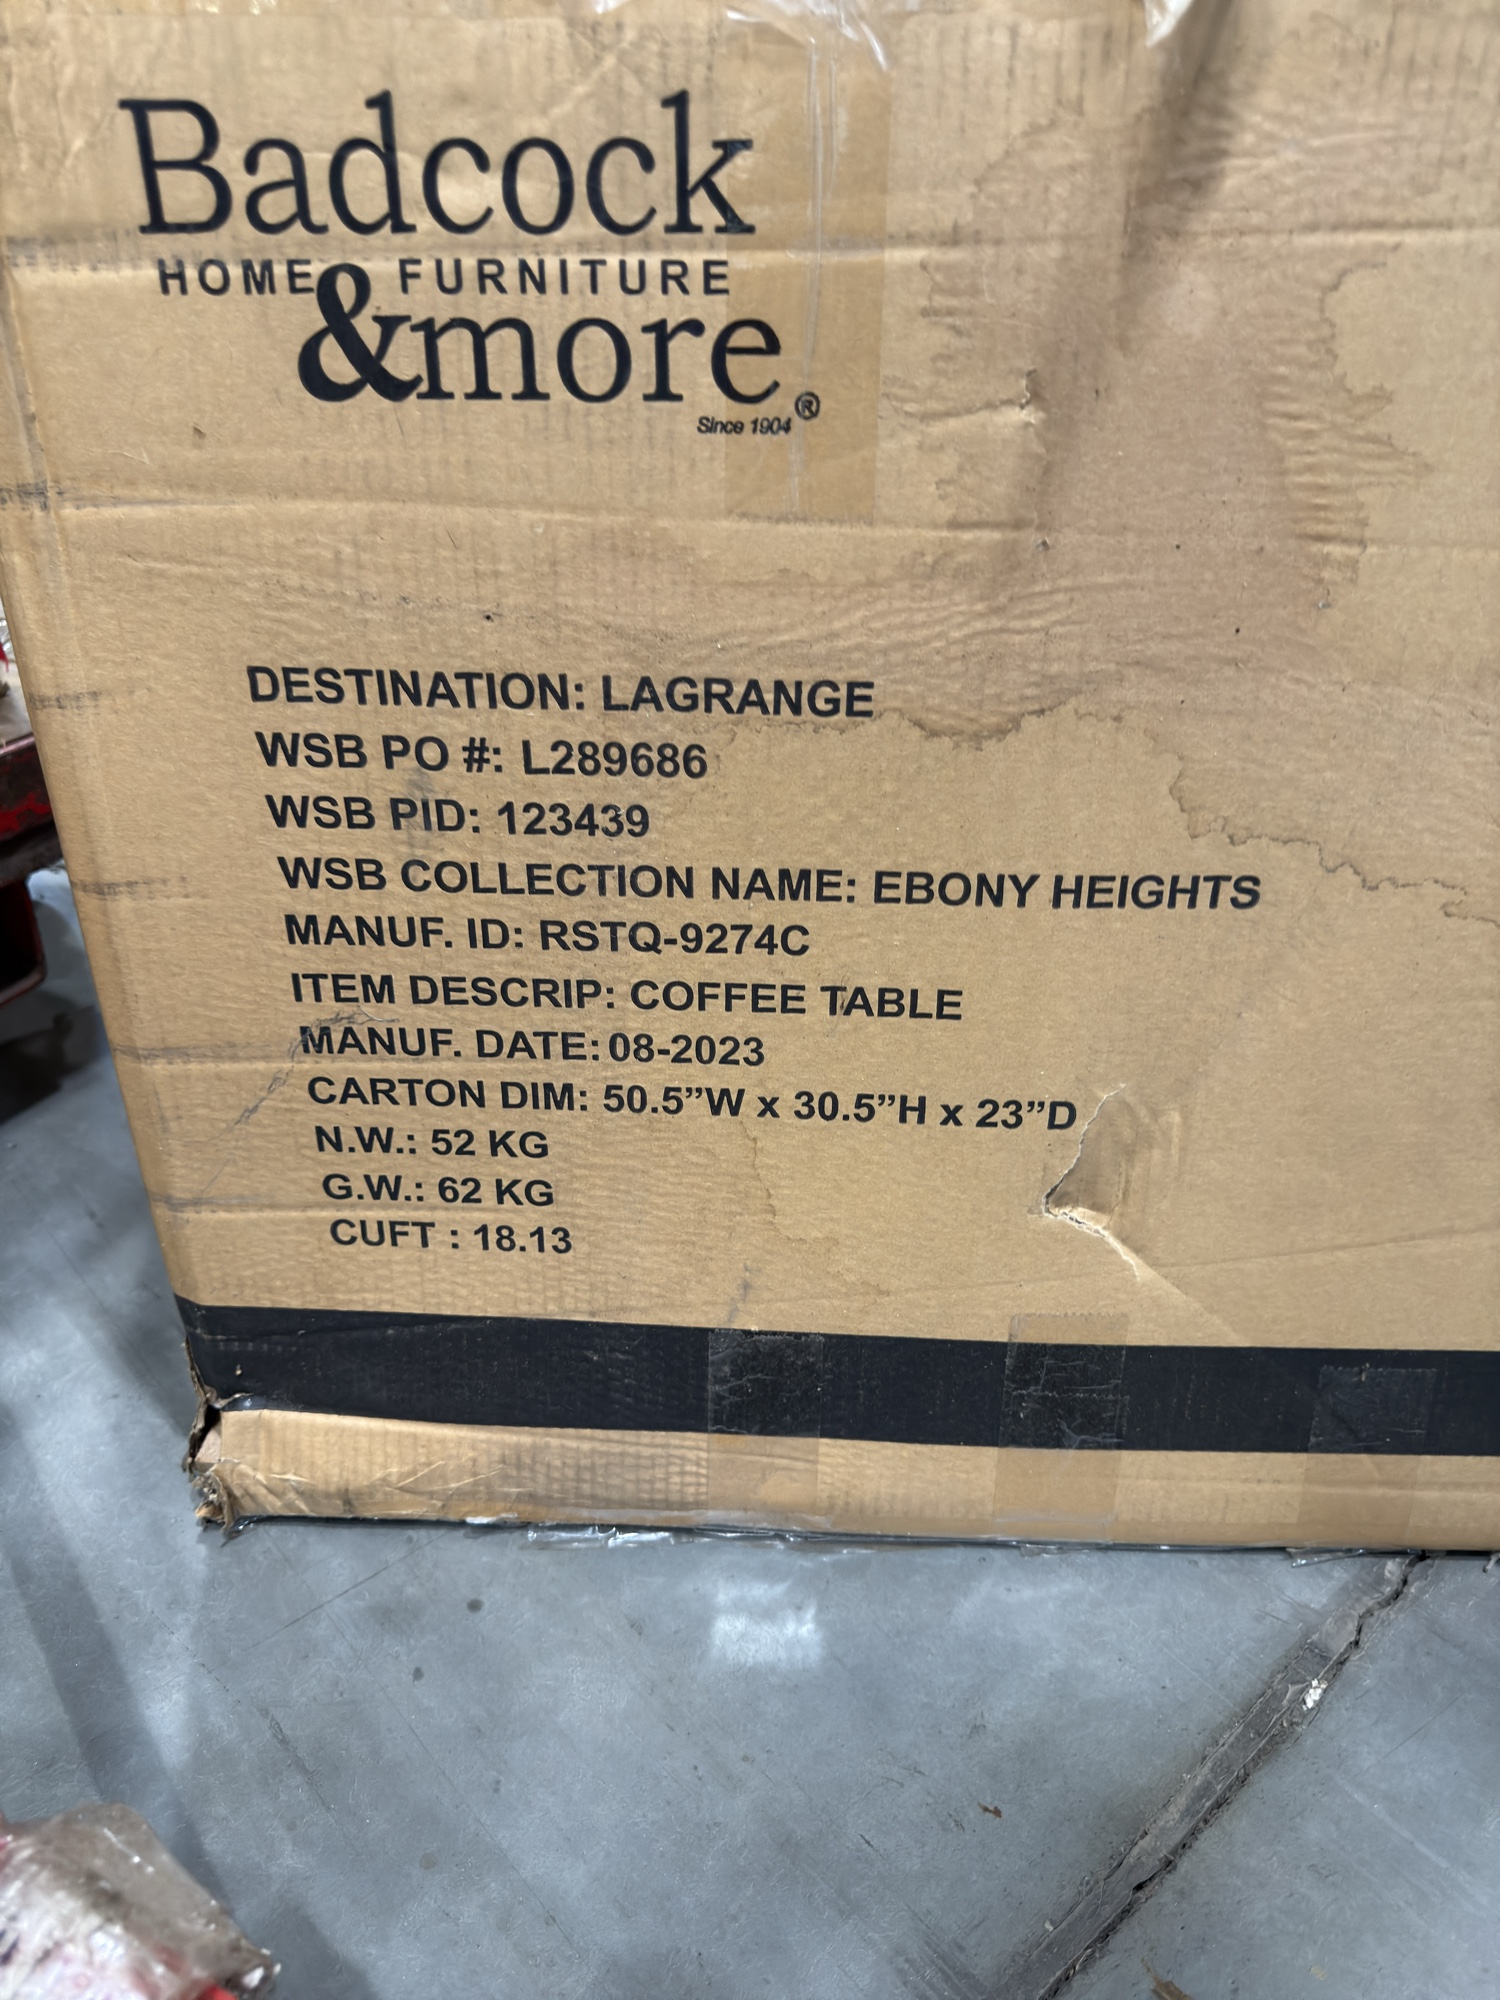 Badcock
HOME FURNITURE
&more®
Since 1904
DESTINATION: LAGRANGE
WSB PO #: L289686
WSB PID: 123439
WSB COLLECTION NAME: EBONY HEIGHTS
MANUF. ID: RSTQ-9274C
ITEM DESCRIP: COFFEE TABLE
MANUF. DATE: 08-2023
CARTON DIM: 50.5”W x 30.5”H x 23”D
N.W.: 52 KG
G.W.: 62 KG
CUFT : 18.13